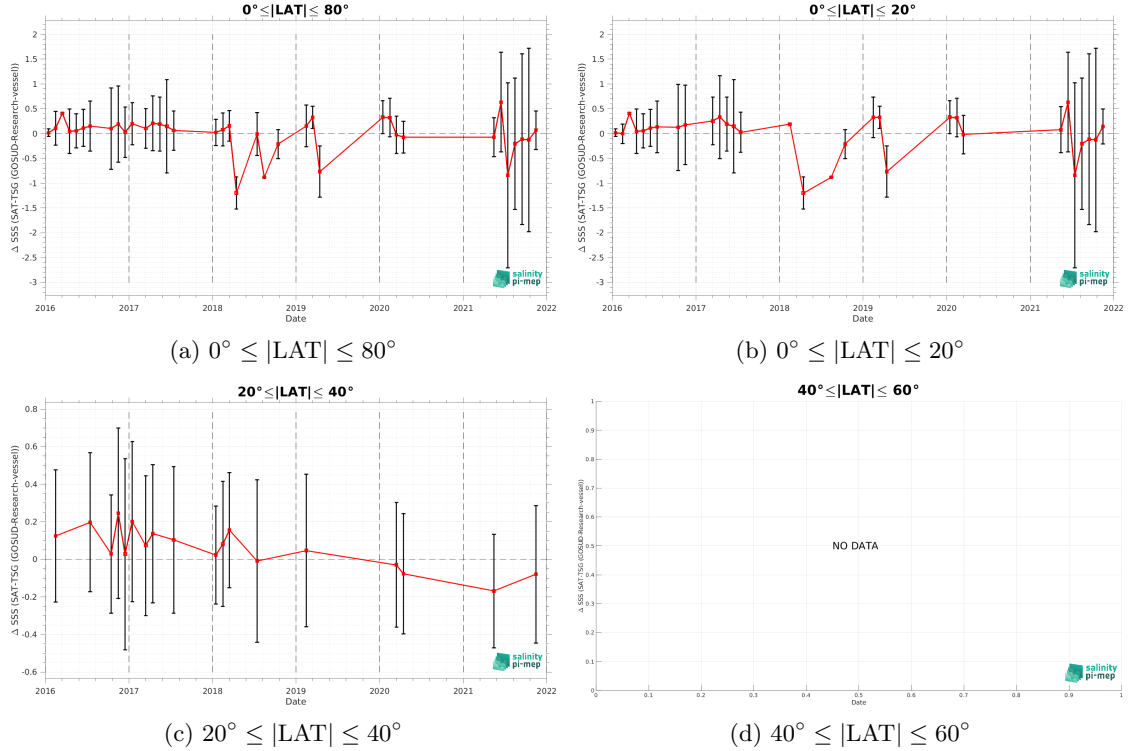 0°≤|LAT|≤ 80°
Δ SSS (SAT-TSG (GOSUD-Research-vessel))
2
1.5
1
0.5
0
-0.5
-1
-1.5
-2
-2.5
-3
2016 2017 2018 2019 2020 2021 2022
Date
salinity
pi-mep
(a) 0° ≤ |LAT| ≤ 80°
0°≤|LAT|≤ 20°
Δ SSS (SAT-TSG (GOSUD-Research-vessel))
2
1.5
1
0.5
0
-0.5
-1
-1.5
-2
-2.5
-3
2016 2017 2018 2019 2020 2021 2022
Date
salinity
pi-mep
(b) 0° ≤ |LAT| ≤ 20°
20°≤|LAT|≤ 40°
Δ SSS (SAT-TSG (GOSUD-Research-vessel))
0.8
0.6
0.4
0.2
0
-0.2
-0.4
-0.6
2016 2017 2018 2019 2020 2021 2022
Date
salinity
pi-mep
(c) 20° ≤ |LAT| ≤ 40°
40°≤|LAT|≤ 60°
Δ SSS (SAT-TSG (GOSUD-Research-vessel))
1
0.9
0.8
0.7
0.6
0.5
0.4
0.3
0.2
0.1
0
NO DATA
0 0.1 0.2 0.3 0.4 0.5 0.6 0.7 0.8 0.9 1
Date
salinity
pi-mep
(d) 40° ≤ |LAT| ≤ 60°